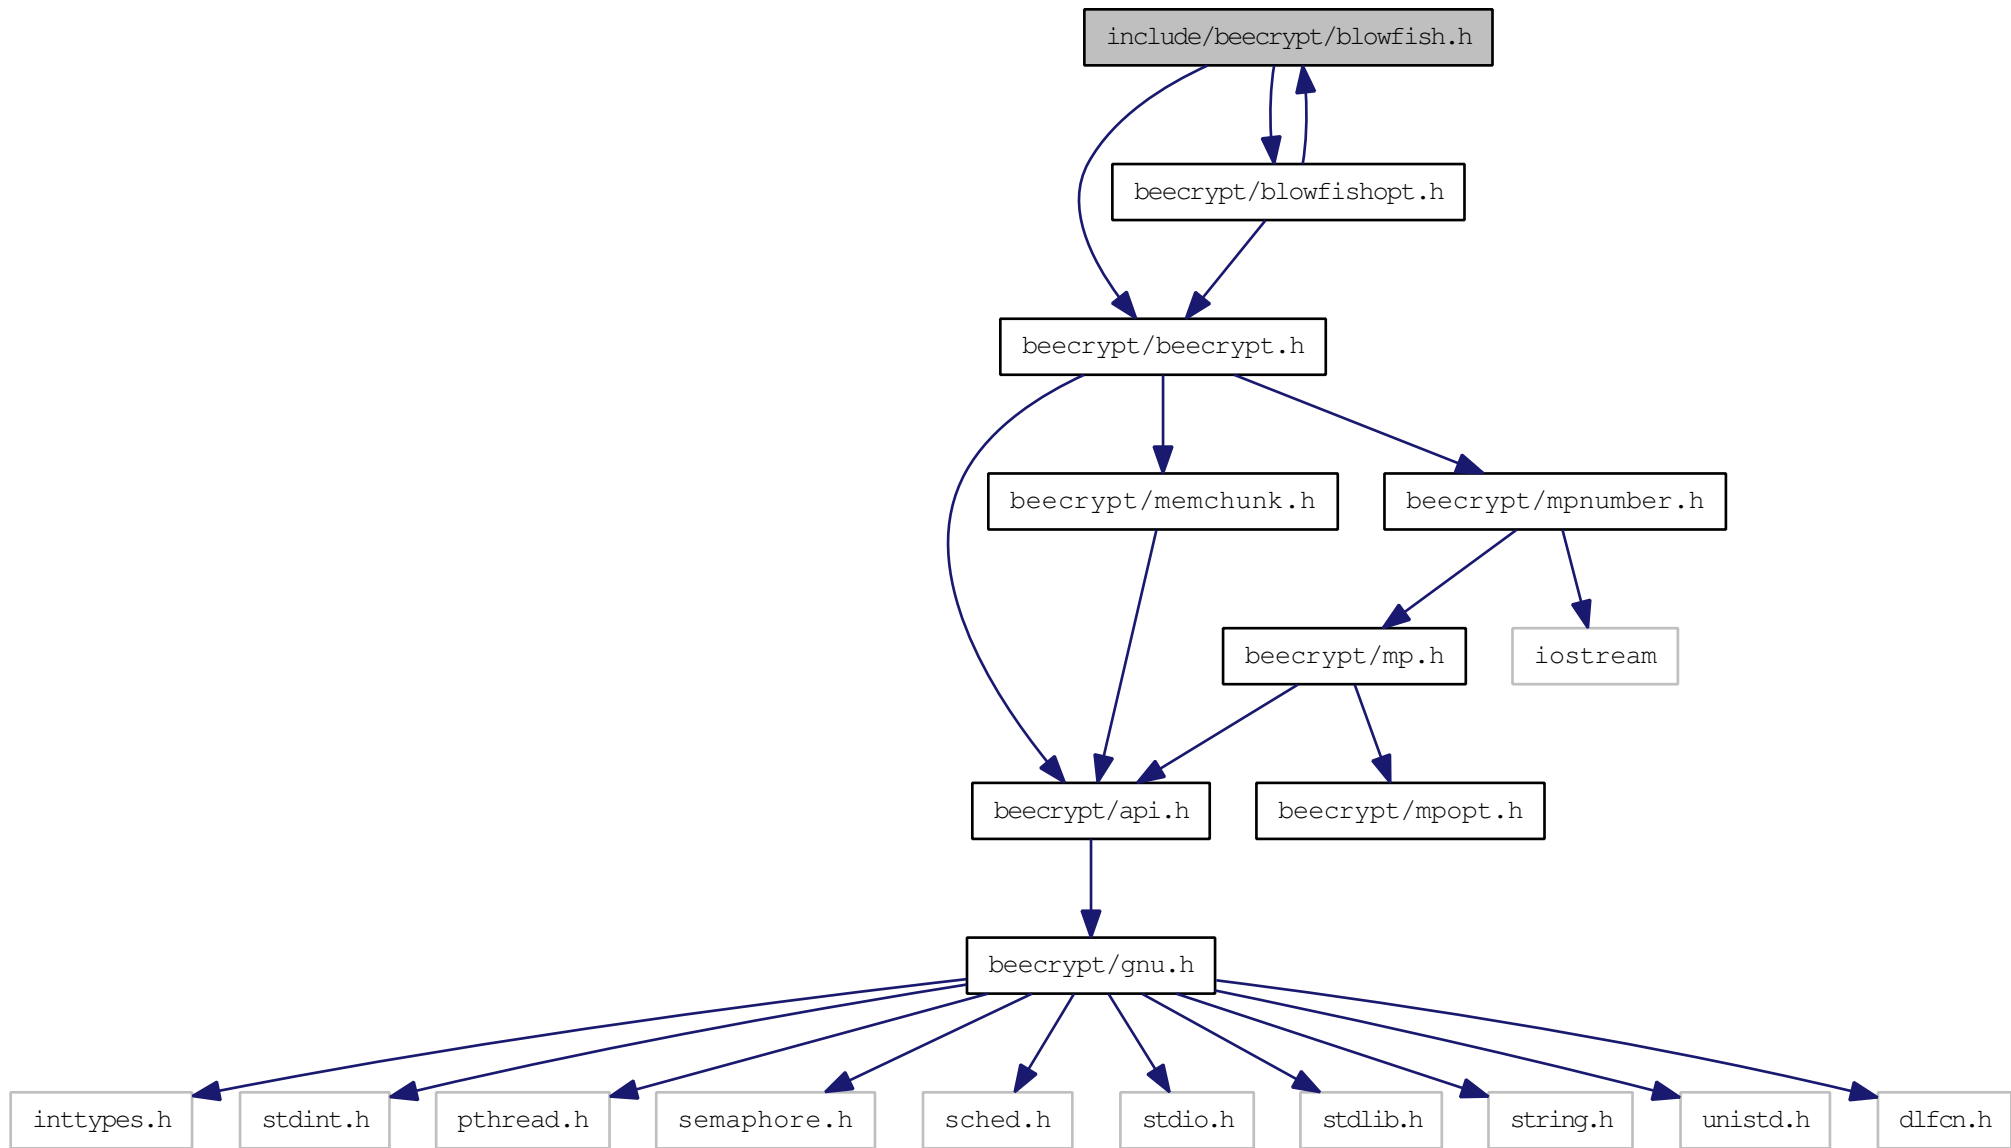 include/beecrypt/blowfish.h
beecrypt/blowfishopt.h
beecrypt/beecrypt.h
beecrypt/memchunk.h
beecrypt/mpnumber.h
beecrypt/mp.h
iostream
beecrypt/api.h
beecrypt/mpopt.h
beecrypt/gnu.h
inttypes.h
stdint.h
pthread.h
semaphore.h
sched.h
stdio.h
stdlib.h
string.h
unistd.h
dlfcn.h